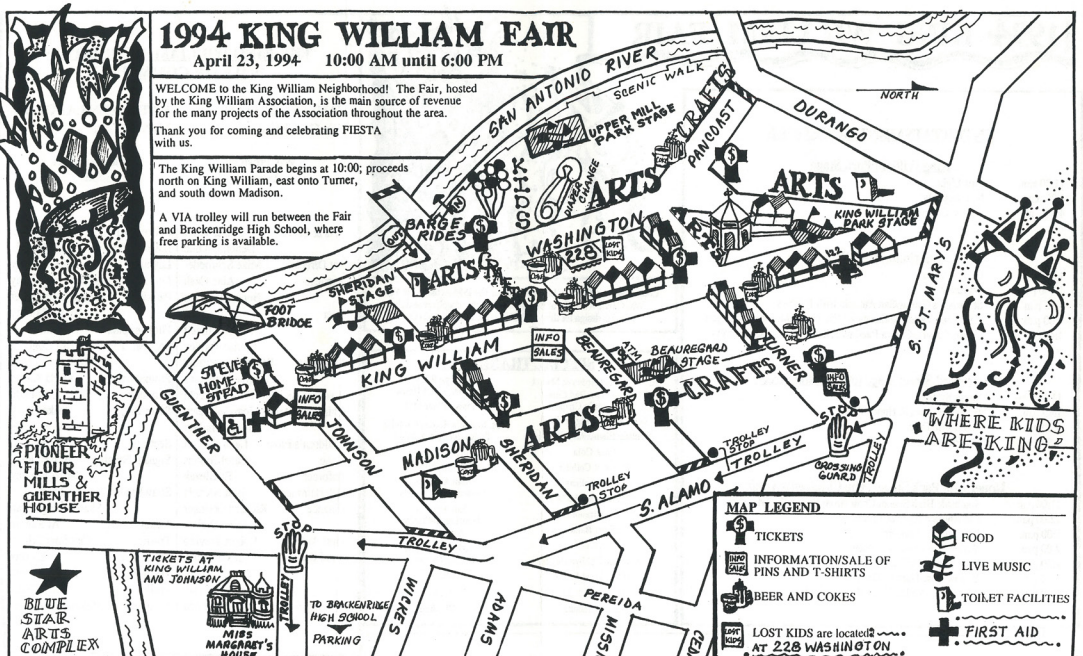 1994 KING WILLIAM FAIR
April 23, 1994 10:00 AM until 6:00 PM
WELCOME to the King William Neighborhood! The Fair, hosted
by the King William Association, is the main source of revenue
for the many projects of the Association throughout the area.
Thank you for coming and celebrating FIESTA
with us.
The King William Parade begins at 10:00; proceeds
north on King William, east onto Turner,
and south down Madison.
A VIA trolley will run between the Fair
and Brackenridge High School, where
free parking is available.
SAN ANTONIO RIVER
SCENIC WALK
NORTH
DURANGO
UPPER MILL
PARK STAGE
CRAFTS
PANCOAST
KIDS
DIAPER
CHANGE
ARTS
ARTS
KING WILLIAM
PARK STAGE
IN
BARGE
RIDES
OUT
WASHINGTON
228
LOST
KIDS
ARTS
SHERIDAN
STAGE
FOOT
BRIDGE
KING WILLIAM
INFO
SALES
BEAUREGARD
ATM
BEAUREGARD
STAGE
TURNER
CRAFTS
S. ST. MARYS
INFO
SALES
STEVES
HOME
STEAD
INFO
SALES
GUENTHER
JOHNSON
MADISON
SHERIDAN
ARTS
STOP
CROSSING
GUARD
TROLLEY
TROLLEY
STOP
TROLLEY
TROLLEY
STOP
S. ALAMO
"WHERE KIDS
ARE KING"
PIONEER
FLOUR
MILLS &
GUENTHER
HOUSE
STOP
TROLLEY
TROLLEY
TICKETS AT
KING WILLIAM
AND JOHNSON
BLUE
STAR
ARTS
COMPLEX
MISS
MARGARET'S
HOUSE
TO BRACKENRIDGE
HIGH SCHOOL
PARKING
WICKES
ADAMS
PEREIDA
MAP LEGEND
$ TICKETS
INFO SALES INFORMATION/SALE OF
PINS AND T-SHIRTS
COKE BEER AND COKES
LOST KIDS LOST KIDS are located
AT 228 WASHINGTON
FOOD
LIVE MUSIC
TOILET FACILITIES
FIRST AID